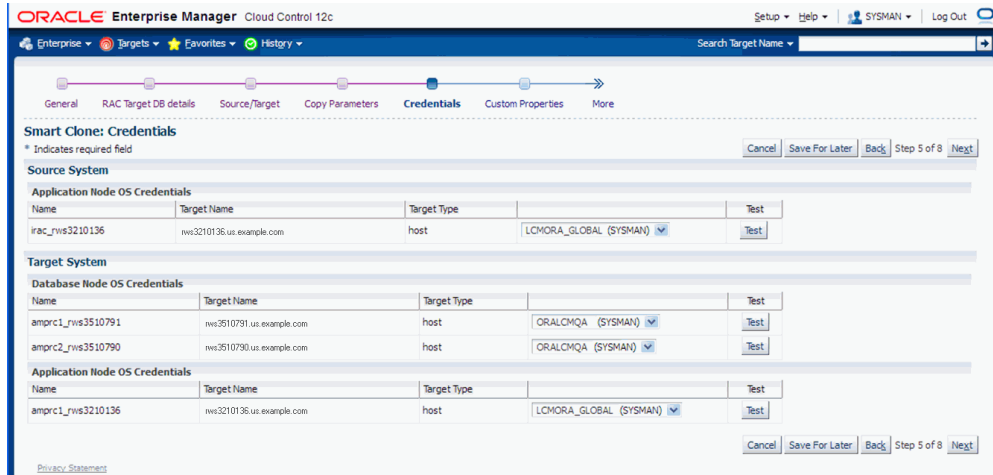 ORACLE Enterprise Manager Cloud Control 12c
Setup Help SYSMAN Log Out
Enterprise Targets Favorites History Search Target Name
General RAC Target DB details Source/Target Copy Parameters Credentials Custom Properties More
Smart Clone: Credentials
* Indicates required field
Cancel Save For Later Back Step 5 of 8 Next
Source System
Application Node OS Credentials
Name Target Name Target Type Test
irac_rws3210136 rws3210136.us.example.com host LCMORA_GLOBAL (SYSMAN) Test
Target System
Database Node OS Credentials
Name Target Name Target Type Test
amprc1_rws3510791 rws3510791.us.example.com host ORALCMQA (SYSMAN) Test
amprc2_rws3510790 rws3510790.us.example.com host ORALCMQA (SYSMAN) Test
Application Node OS Credentials
Name Target Name Target Type Test
amprc1_rws3210136 rws3210136.us.example.com host LCMORA_GLOBAL (SYSMAN) Test
Cancel Save For Later Back Step 5 of 8 Next
Privacy Statement